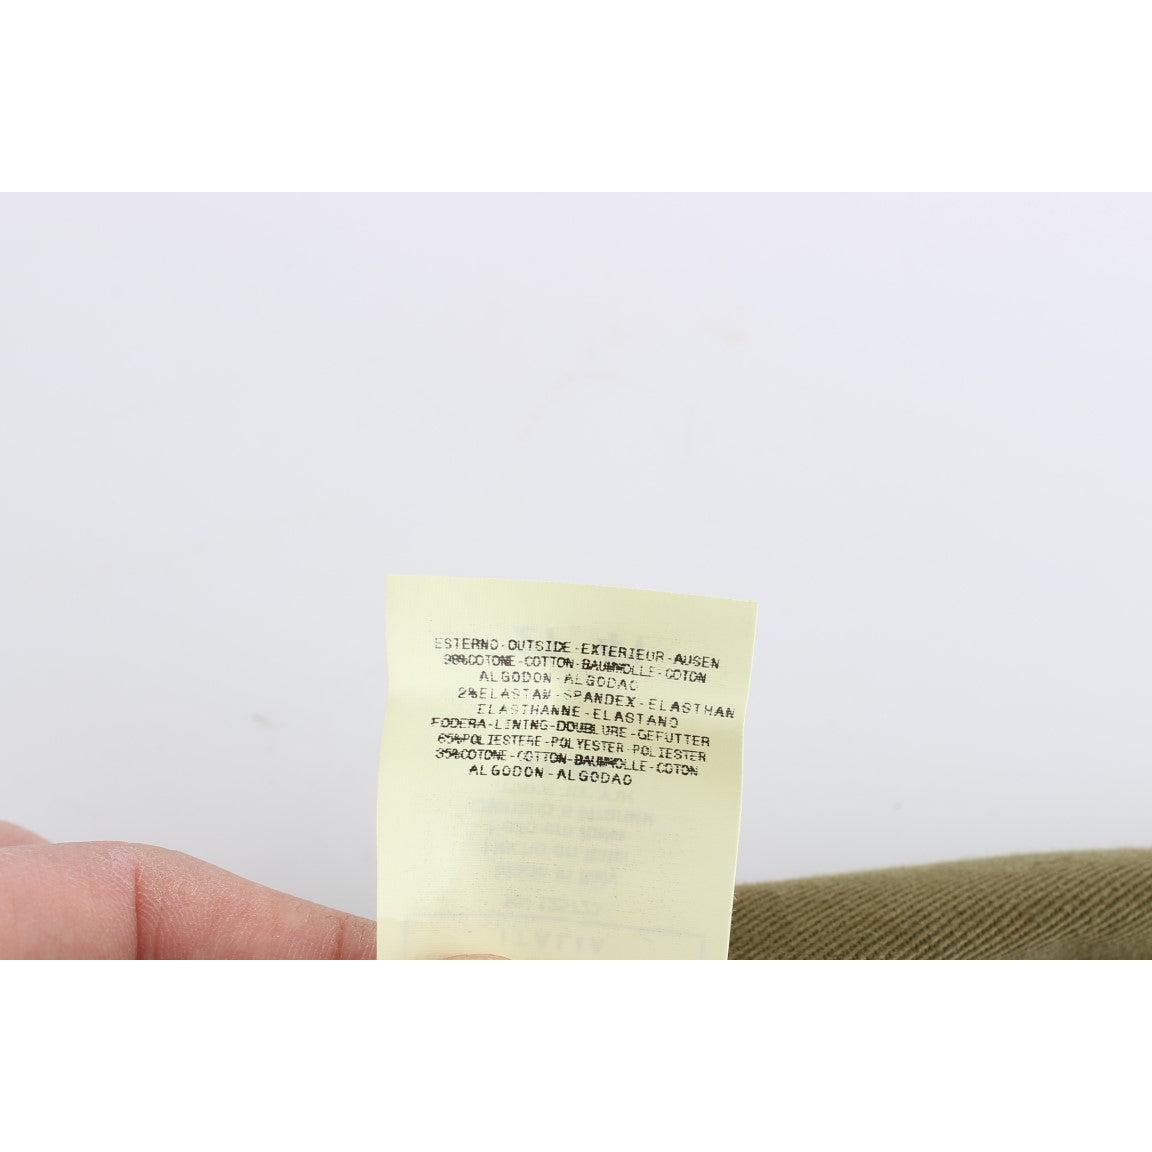 ESTERNO-OUTSIDE-EXTERIEUR-AUSEN
98%COTONE-COTTON-BAUMWOLLE-COTON
ALGODON-ALGODAO
2%ELASTAN-SPANDEX-ELASTHAN
ELASTHANNE-ELASTANO
FODERA-LINING-DOUBLURE-GEFUTTER
65%POLIESTERE-POLYESTER-POLIESTER
35%COTONE-COTTON-BAUMWOLLE-COTON
ALGODON-ALGODAO